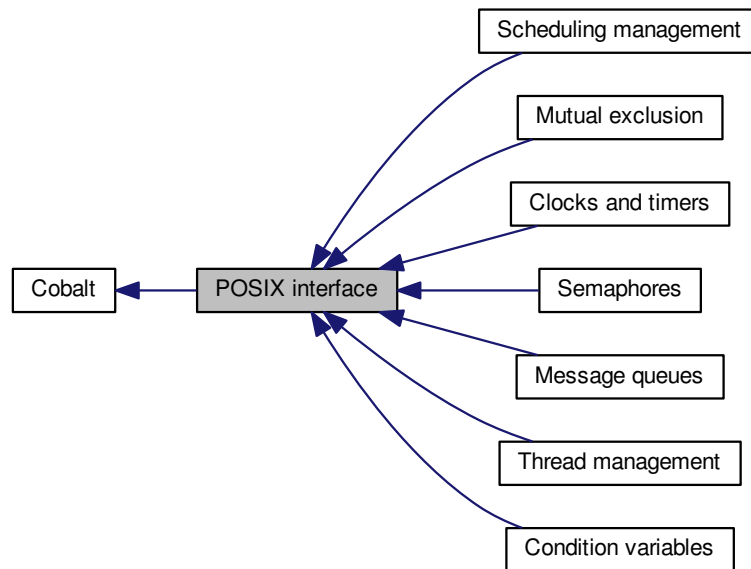 Scheduling management
Mutual exclusion
Clocks and timers
Cobalt
POSIX interface
Semaphores
Message queues
Thread management
Condition variables